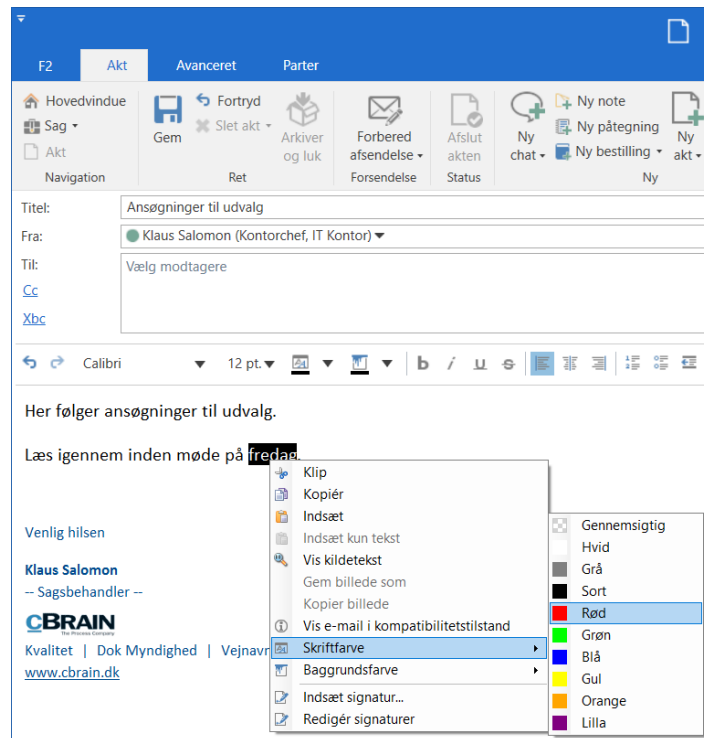 F2 Akt Avanceret Parter
Hovedvindue
Sag
Akt
Navigation
Gem
Fortryd
Slet akt
Arkiver
og luk
Ret
Forbered
afsendelse
Forsendelse
Afslut
akten
Status
Ny
chat
Ny note
Ny påtegning
Ny bestilling
Ny
akt
Ny
Titel: Ansøgninger til udvalg
Fra: Klaus Salomon (Kontorchef, IT Kontor)
Til: Vælg modtagere
Cc
Xbc
Calibri 12 pt. b i u s
Her følger ansøgninger til udvalg.
Læs igennem inden møde på fredag.
Venlig hilsen
Klaus Salomon
-- Sagsbehandler --
CBRAIN
The Process Company
Kvalitet | Dok Myndighed | Vejnavr
www.cbrain.dk
Klip
Kopiér
Indsæt
Indsæt kun tekst
Vis kildetekst
Gem billede som
Kopier billede
Vis e-mail i kompatibilitetstilstand
Skriftfarve
Baggrundsfarve
Indsæt signatur...
Redigér signaturer
Gennemsigtig
Hvid
Grå
Sort
Rød
Grøn
Blå
Gul
Orange
Lilla